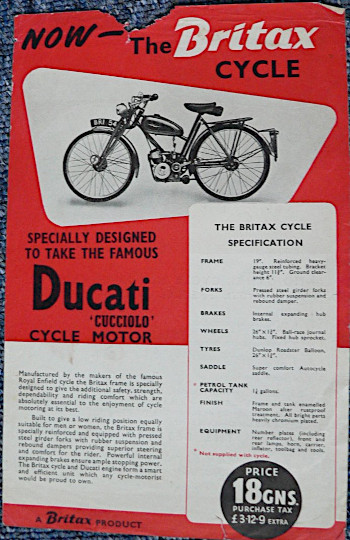 NOW—
The Britax
CYCLE
BRI 54
SPECIALLY DESIGNED
TO TAKE THE FAMOUS
Ducati
'CUCCIOLO'
CYCLE MOTOR
Manufactured by the makers of the famous
Royal Enfield cycle the Britax frame is specially
designed to give the additional safety, strength,
dependability and riding comfort which are
absolutely essential to the enjoyment of cycle
motoring at its best.
Built to give a low riding position equally
suitable for men or women, the Britax frame is
specially reinforced and equipped with pressed
steel girder forks with rubber suspension and
rebound dampers providing superior steering
and comfort for the rider. Powerful internal
expanding brakes ensure ample stopping power.
The Britax cycle and Ducati engine form a smart
and efficient unit which any cycle-motorist
would be proud to own.
A Britax PRODUCT
THE BRITAX CYCLE
SPECIFICATION
FRAME 19". Reinforced heavy-
gauge steel tubing. Bracket
height 11½". Ground clear-
ance 6".
FORKS Pressed steel girder forks
with rubber suspension and
rebound damper.
BRAKES Internal expanding hub
brakes.
WHEELS 26" x 1½". Ball-race journal
hubs. Fixed hub sprocket.
TYRES Dunlop Roadster Balloon,
26" x 1½".
SADDLE Super comfort Autocycle
saddle.
* PETROL TANK
CAPACITY 1¼ gallons.
FINISH Frame and tank enamelled
Maroon over rustproof
treatment. All bright parts
heavily chromium plated.
EQUIPMENT Number plates (including
rear reflector), front and
rear lamps, horn, carrier,
inflator, toolbag and tools.
* Not supplied with cycle.
PRICE
18 GNS.
PURCHASE TAX
£3·12·9 EXTRA